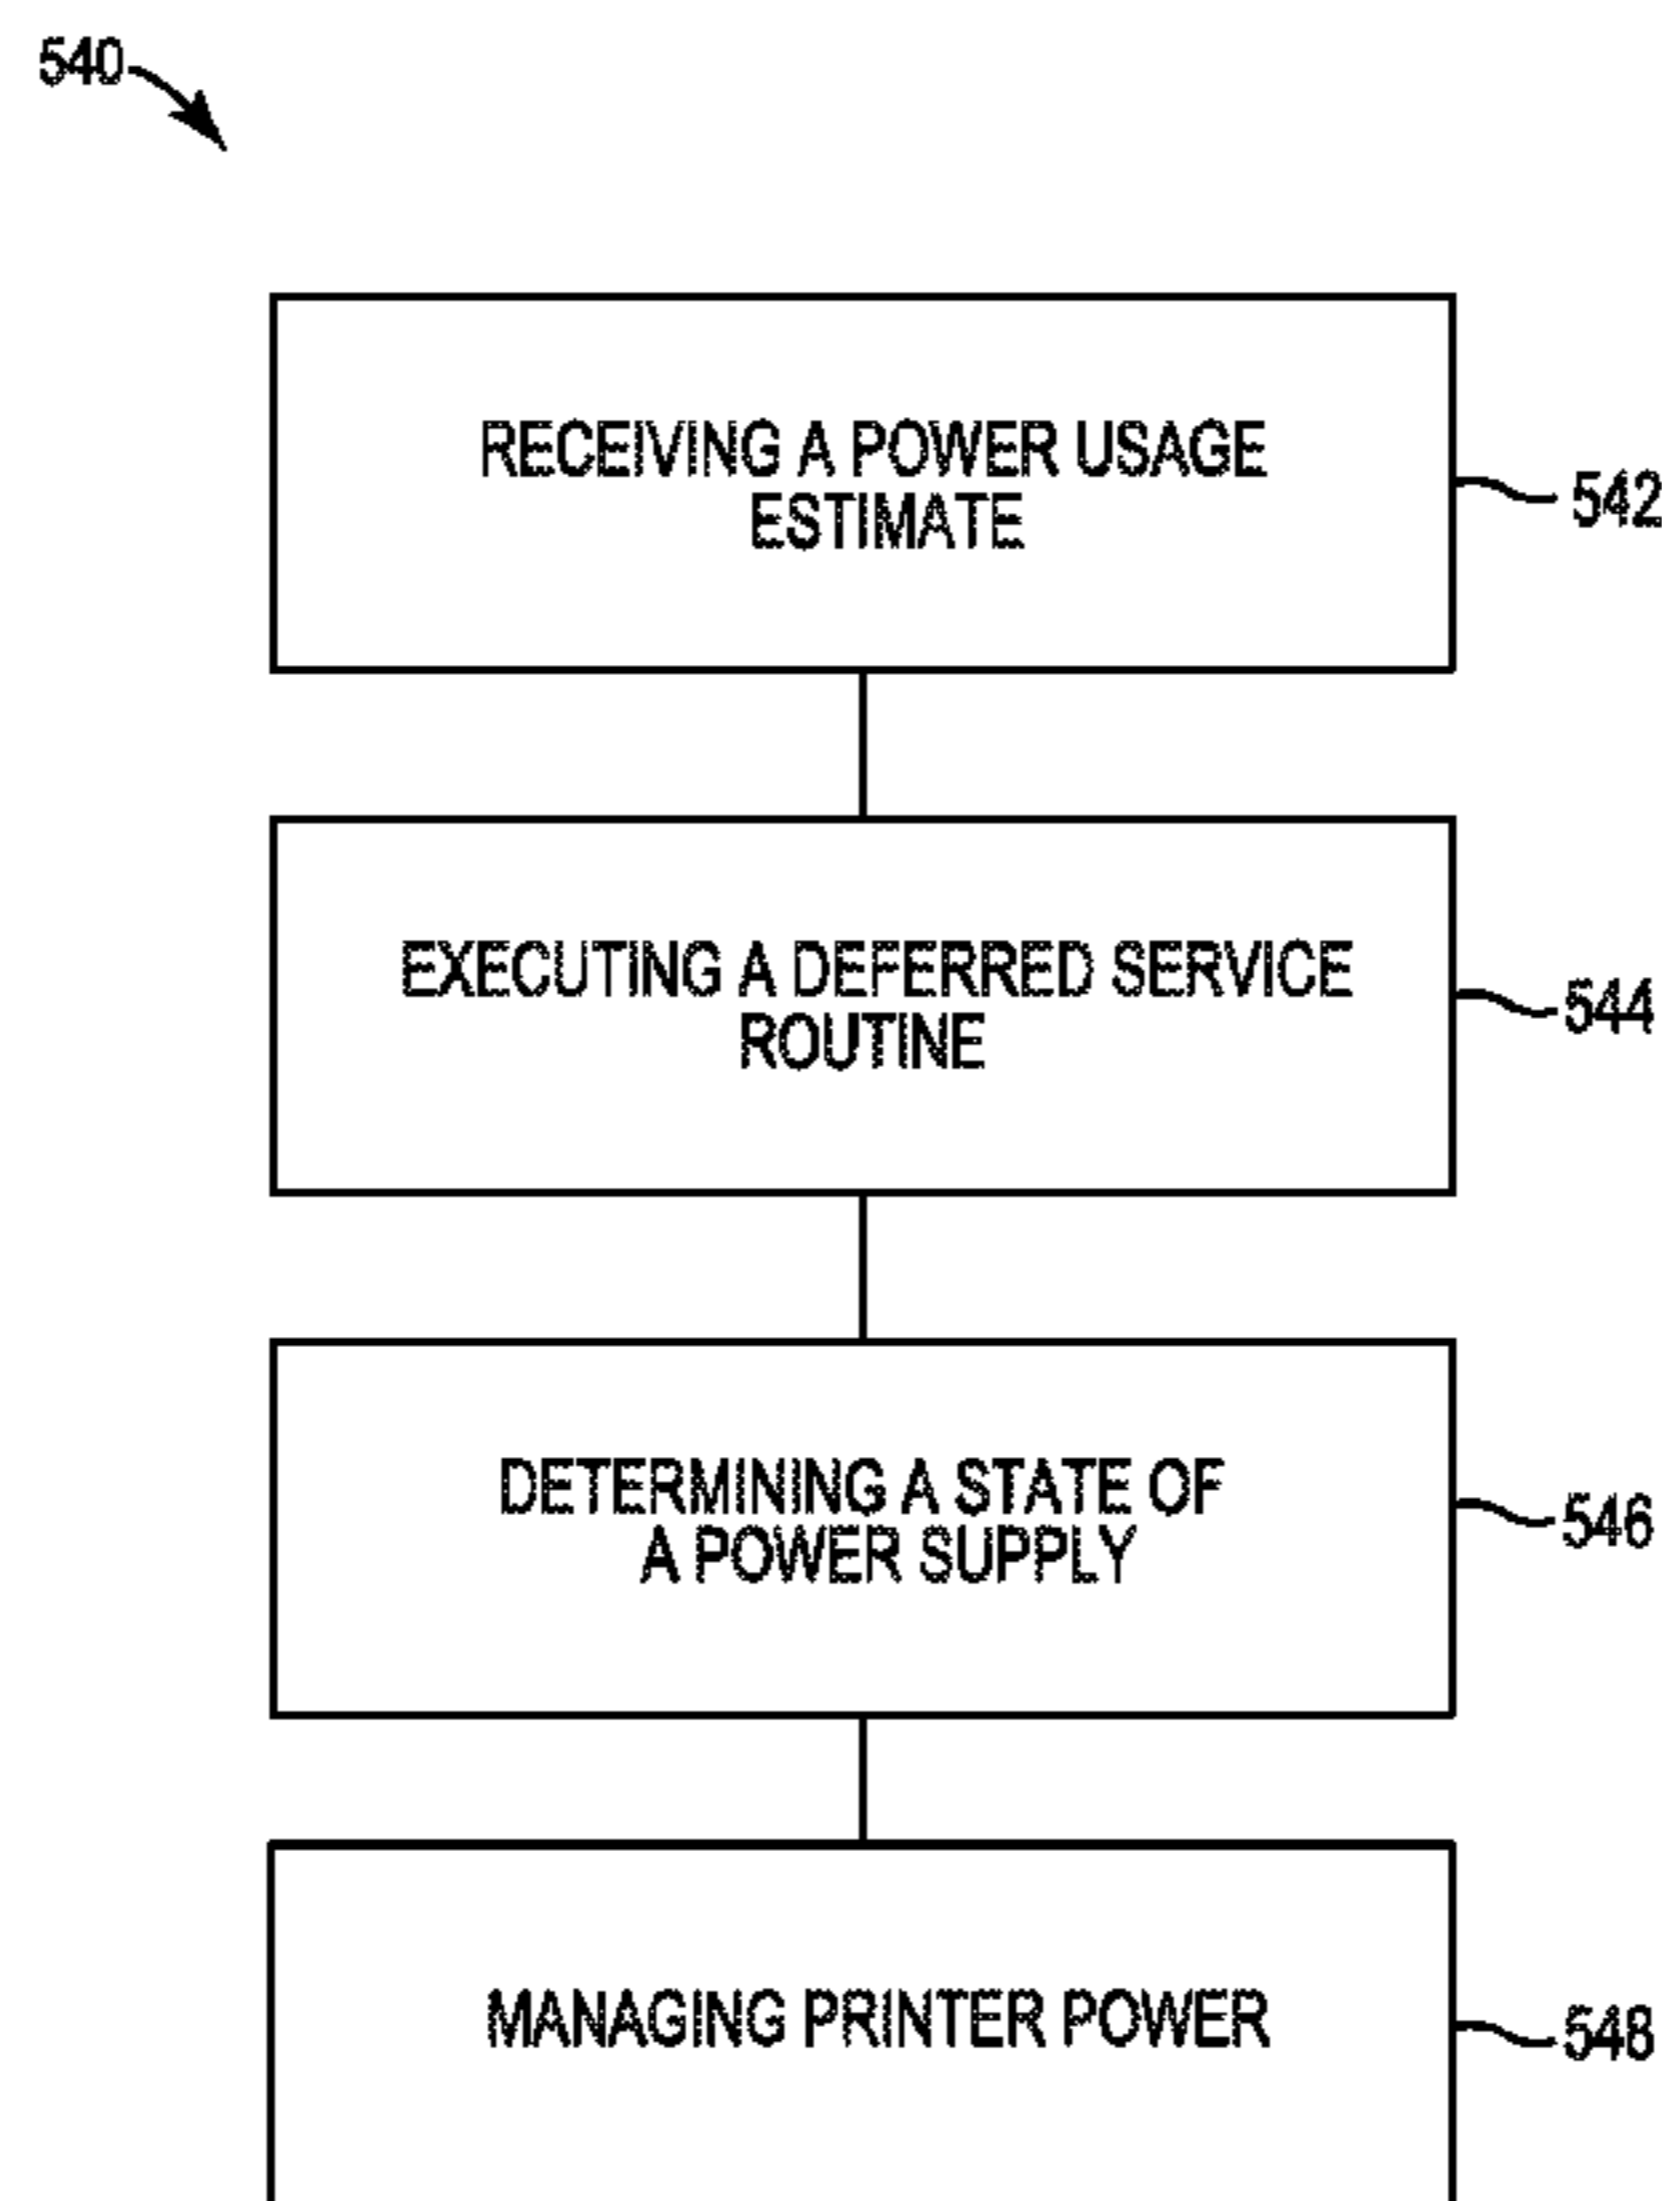 540
RECEIVING A POWER USAGE
ESTIMATE
542
EXECUTING A DEFERRED SERVICE
ROUTINE
544
DETERMINING A STATE OF
A POWER SUPPLY
546
MANAGING PRINTER POWER
548